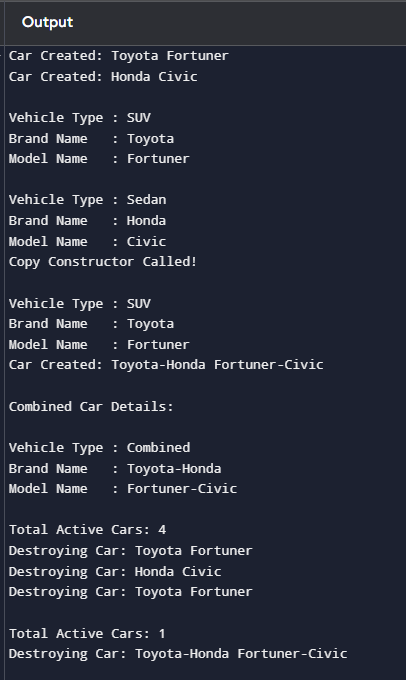 Output
Car Created: Toyota Fortuner
Car Created: Honda Civic
Vehicle Type : SUV
Brand Name   : Toyota
Model Name   : Fortuner
Vehicle Type : Sedan
Brand Name   : Honda
Model Name   : Civic
Copy Constructor Called!
Vehicle Type : SUV
Brand Name   : Toyota
Model Name   : Fortuner
Car Created: Toyota-Honda Fortuner-Civic
Combined Car Details:
Vehicle Type : Combined
Brand Name   : Toyota-Honda
Model Name   : Fortuner-Civic
Total Active Cars: 4
Destroying Car: Toyota Fortuner
Destroying Car: Honda Civic
Destroying Car: Toyota Fortuner
Total Active Cars: 1
Destroying Car: Toyota-Honda Fortuner-Civic